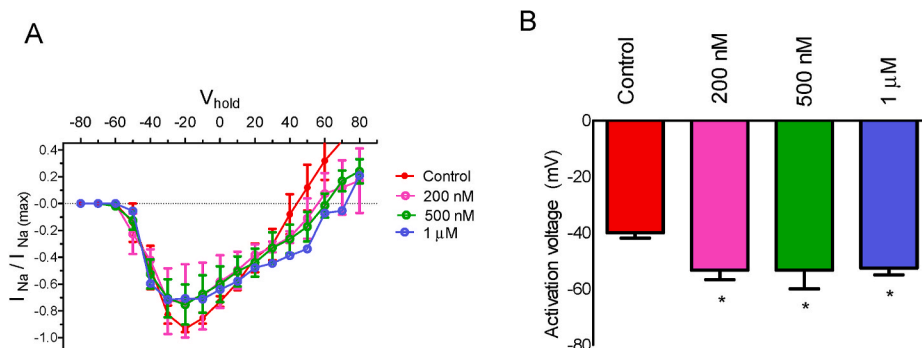 A
V hold
-80 -60 -40 -20 0 20 40 60 80
0.4
0.2
-0.0
-0.2
-0.4
-0.6
-0.8
-1.0
I Na / I Na (max)
Control
200 nM
500 nM
1 µM
B
Control
200 nM
500 nM
1 µM
0
-20
-40
-60
-80
Activation voltage (mV)
* * *